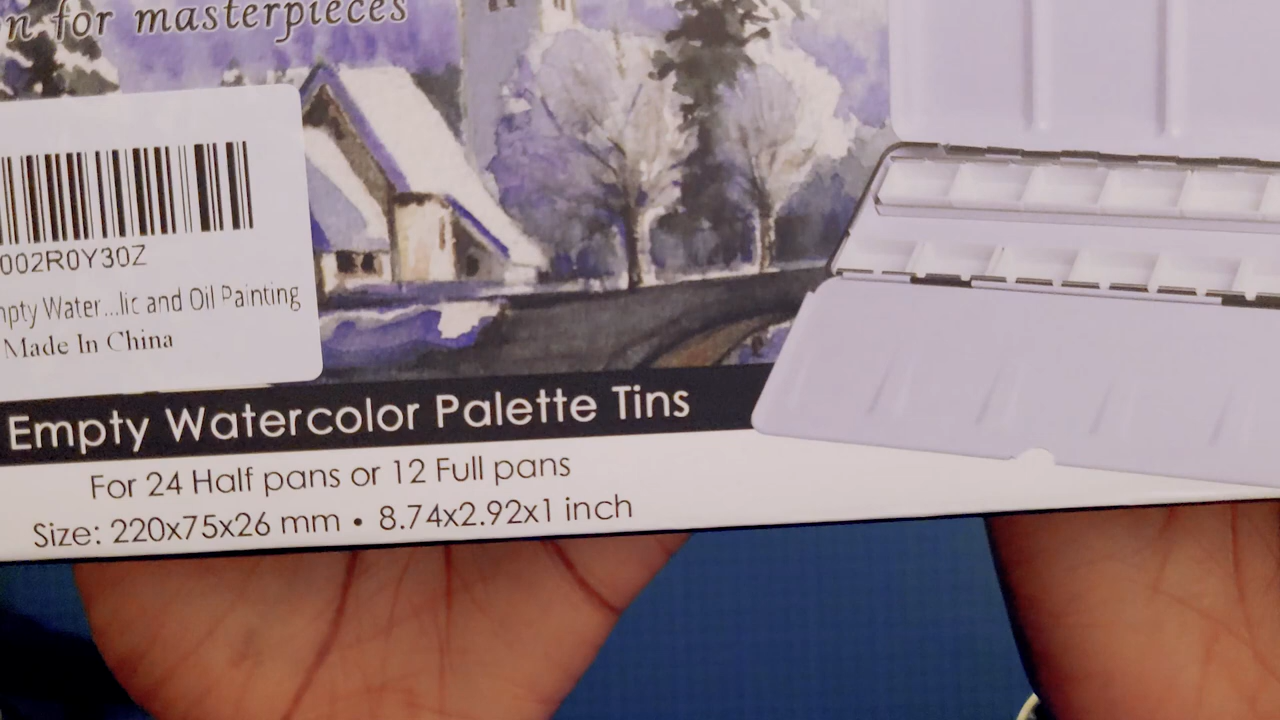 for masterpieces
002R0Y30Z
Water...lic and Oil Painting
Made In China
Empty Watercolor Palette Tins
For 24 Half pans or 12 Full pans
Size: 220x75x26 mm • 8.74x2.92x1 inch